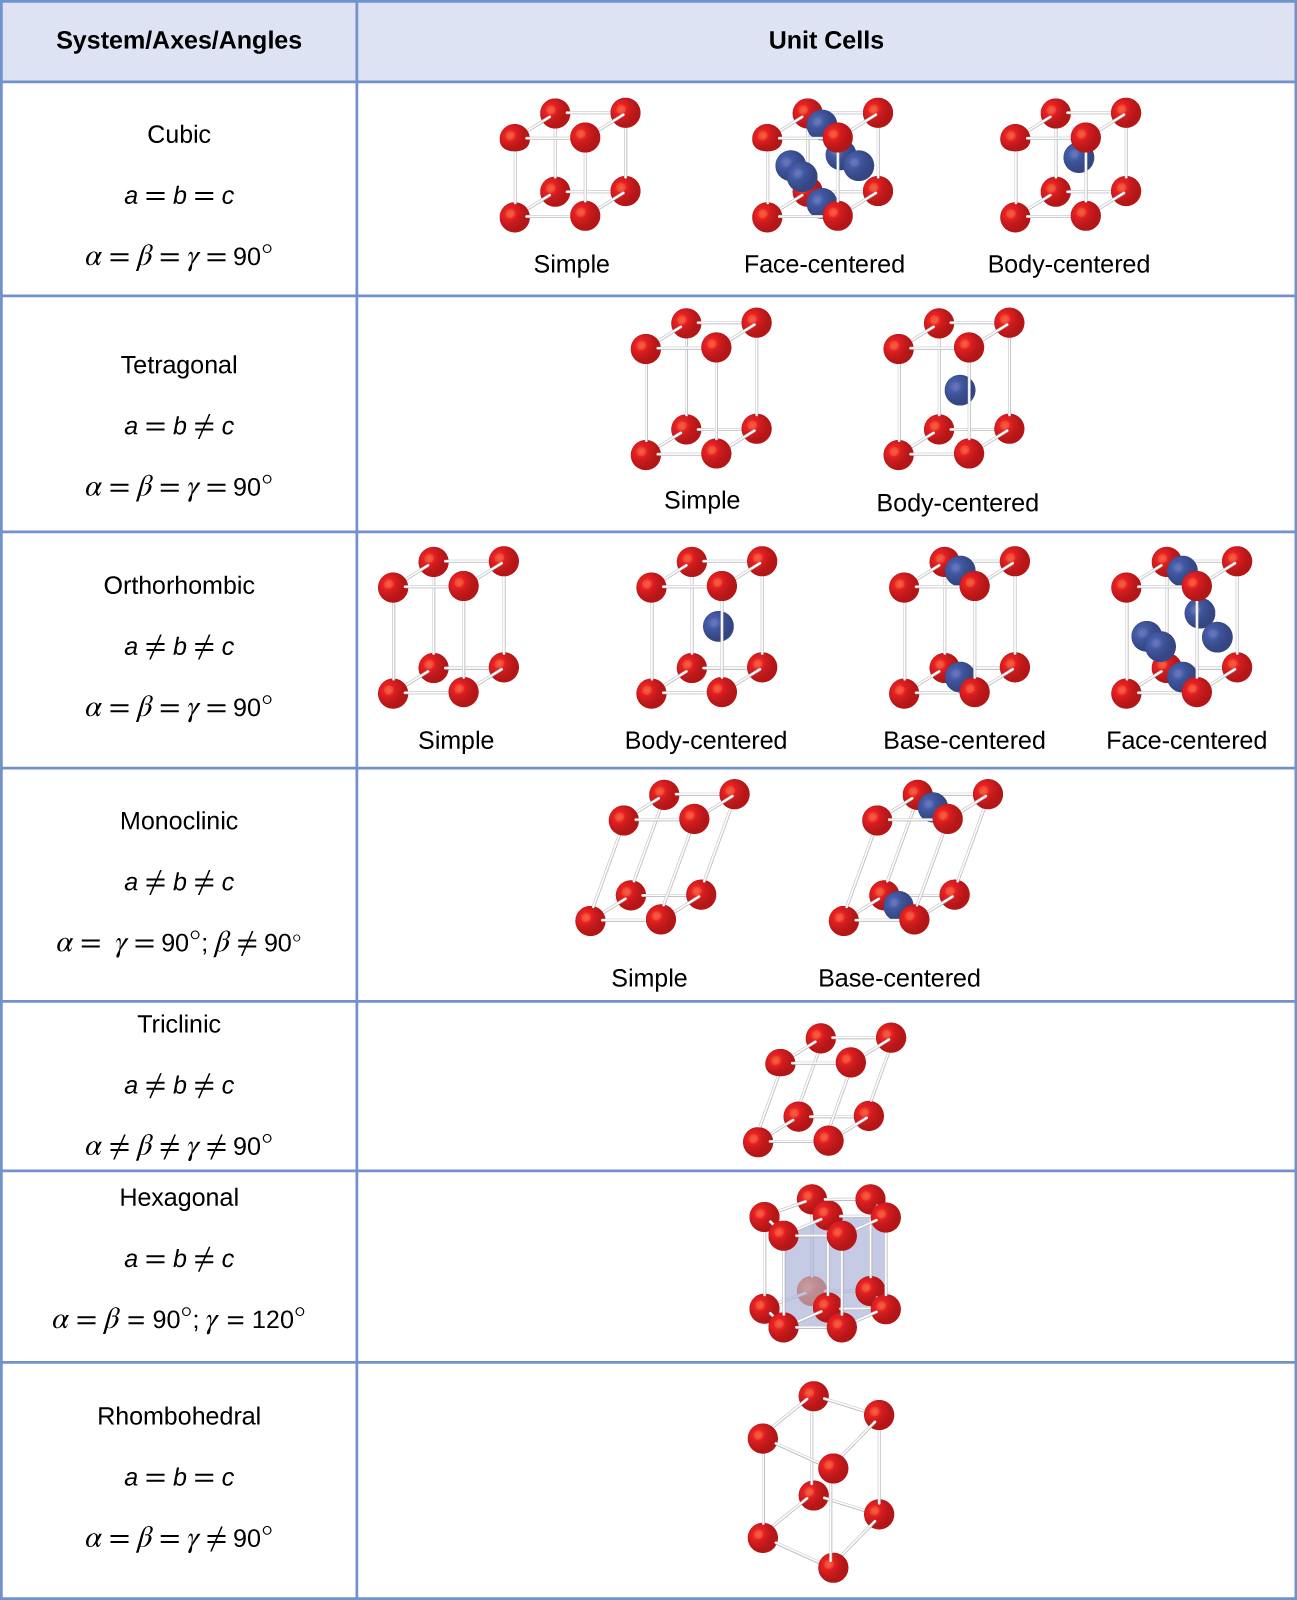 System/Axes/Angles
Unit Cells
Cubic
a = b = c
α = β = γ = 90°
Simple
Face-centered
Body-centered
Tetragonal
a = b ≠ c
α = β = γ = 90°
Simple
Body-centered
Orthorhombic
a ≠ b ≠ c
α = β = γ = 90°
Simple
Body-centered
Base-centered
Face-centered
Monoclinic
a ≠ b ≠ c
α = γ = 90°; β ≠ 90°
Simple
Base-centered
Triclinic
a ≠ b ≠ c
α ≠ β ≠ γ ≠ 90°
Hexagonal
a = b ≠ c
α = β = 90°; γ = 120°
Rhombohedral
a = b = c
α = β = γ ≠ 90°